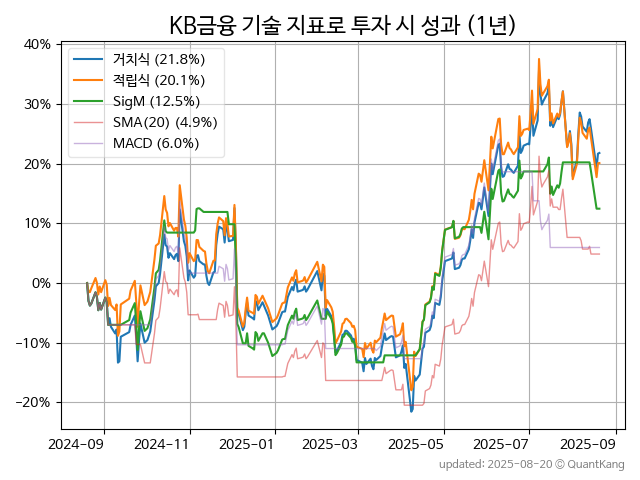 KB금융 기술 지표로 투자 시 성과 (1년)
거치식 (21.8%)
적립식 (20.1%)
SigM (12.5%)
SMA(20) (4.9%)
MACD (6.0%)
40%
30%
20%
10%
0%
−10%
−20%
2024-09 2024-11 2025-01 2025-03 2025-05 2025-07 2025-09
updated: 2025-08-20 © QuantKang